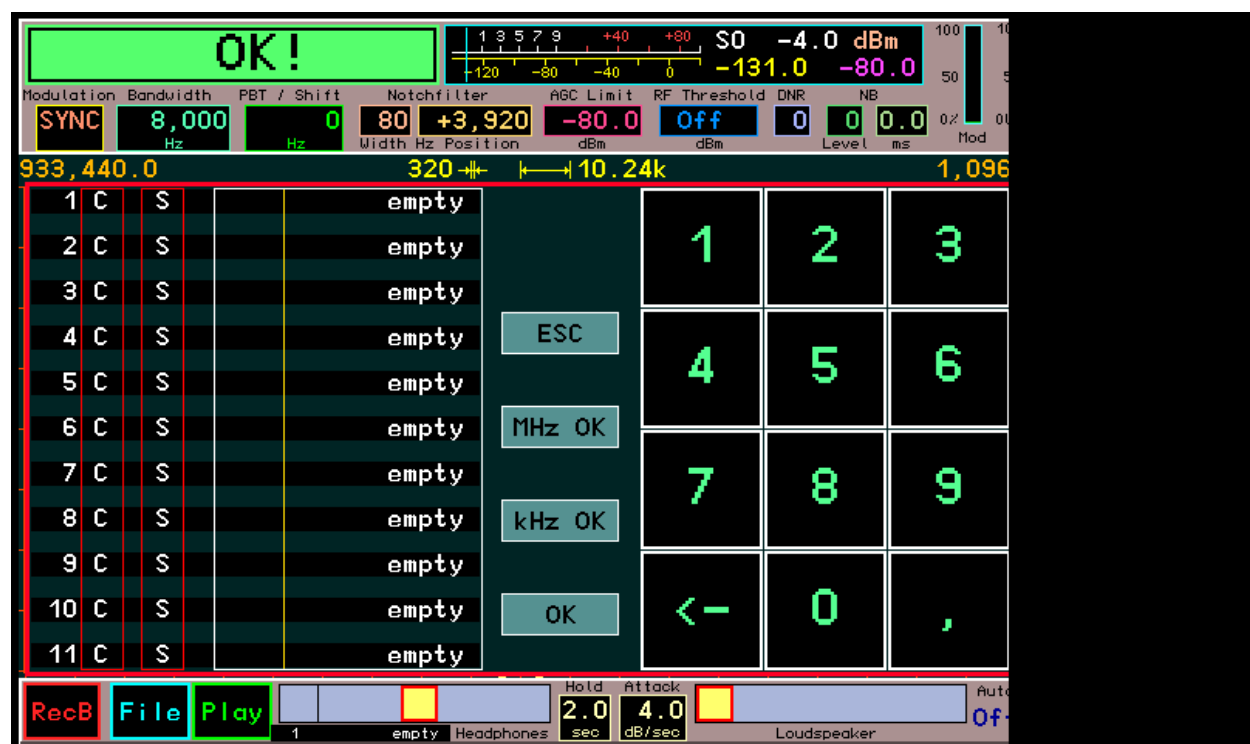 OK!
1 3 5 7 9 +40 +80 S0 -4.0 dBm
-120 -80 -40 0 -131.0 -80.0
100
50
0%
Mod
Modulation Bandwidth PBT / Shift Notchfilter AGC Limit RF Threshold DNR NB
SYNC 8,000 0 80 +3,920 -80.0 Off 0 0 0.0
Hz Hz Width Hz Position dBm dBm Level ms
933,440.0 320 10.24k 1,096
1 C S empty
2 C S empty
3 C S empty
4 C S empty
5 C S empty
6 C S empty
7 C S empty
8 C S empty
9 C S empty
10 C S empty
11 C S empty
ESC
MHz OK
kHz OK
OK
1 2 3
4 5 6
7 8 9
<- 0 ,
Hold Attack
RecB File Play 2.0 4.0
1 empty Headphones sec dB/sec Loudspeaker